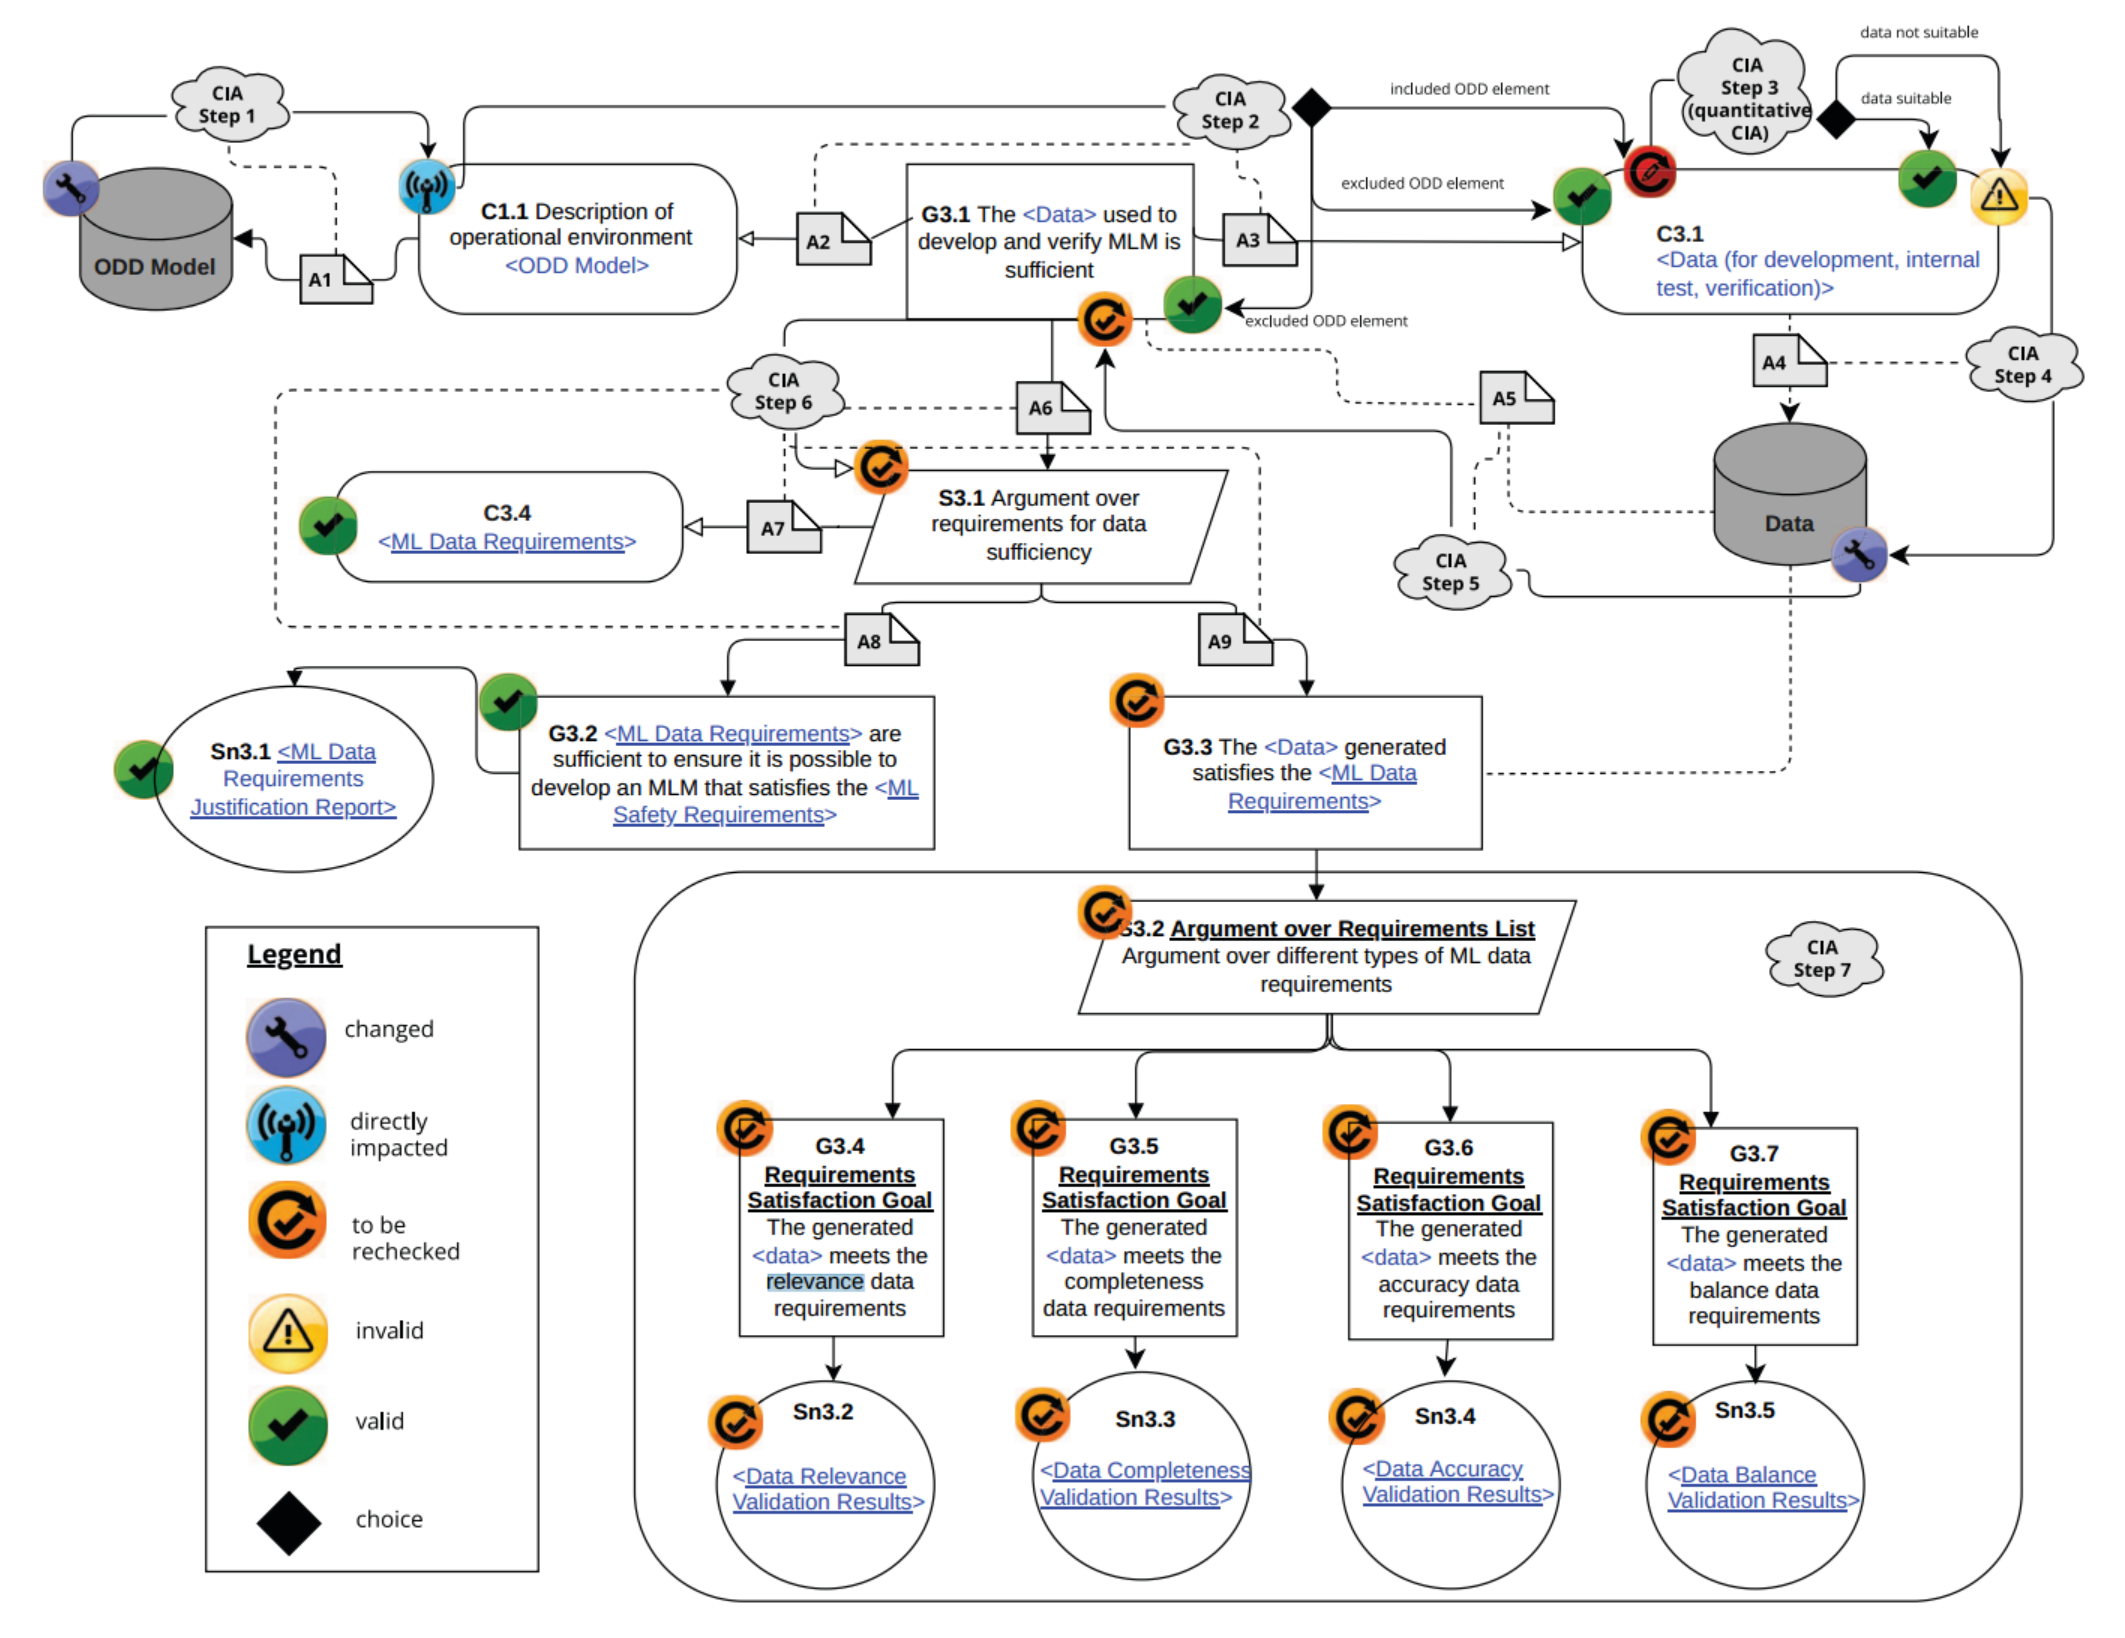 data not suitable
CIA
Step 3
(quantitative
CIA)
data suitable
CIA
Step 1
CIA
Step 2
included ODD element
excluded ODD element
ODD Model
A1
C1.1 Description of
operational environment
<ODD Model>
A2
G3.1 The <Data> used to
develop and verify MLM is
sufficient
A3
excluded ODD element
C3.1
<Data (for development, internal
test, verification)>
CIA
Step 4
A4
A5
CIA
Step 6
A6
C3.4
<ML Data Requirements>
A7
S3.1 Argument over
requirements for data
sufficiency
CIA
Step 5
Data
A8
A9
Sn3.1 <ML Data
Requirements
Justification Report>
G3.2 <ML Data Requirements> are
sufficient to ensure it is possible to
develop an MLM that satisfies the <ML
Safety Requirements>
G3.3 The <Data> generated
satisfies the <ML Data
Requirements>
S3.2 Argument over Requirements List
Argument over different types of ML data
requirements
CIA
Step 7
Legend
changed
directly
impacted
to be
rechecked
invalid
valid
choice
G3.4
Requirements
Satisfaction Goal
The generated
<data> meets the
relevance data
requirements
G3.5
Requirements
Satisfaction Goal
The generated
<data> meets the
completeness
data requirements
G3.6
Requirements
Satisfaction Goal
The generated
<data> meets the
accuracy data
requirements
G3.7
Requirements
Satisfaction Goal
The generated
<data> meets the
balance data
requirements
Sn3.2
<Data Relevance
Validation Results>
Sn3.3
<Data Completeness
Validation Results>
Sn3.4
<Data Accuracy
Validation Results>
Sn3.5
<Data Balance
Validation Results>